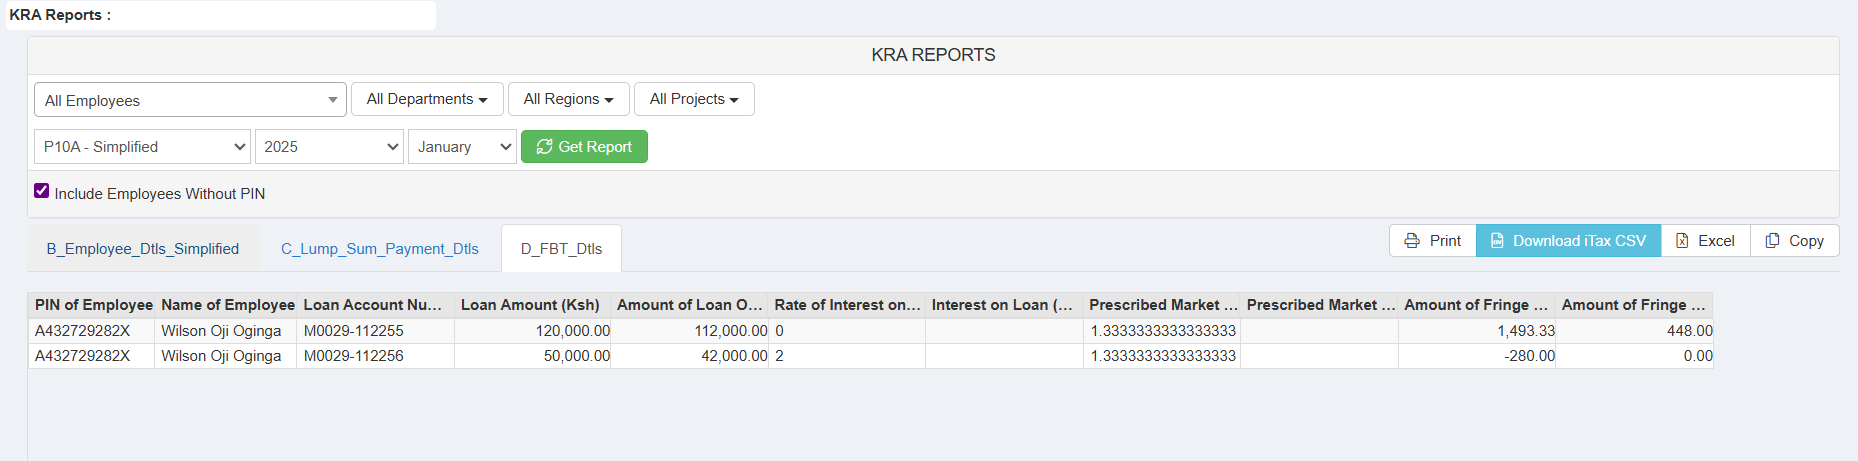 KRA Reports :
KRA REPORTS
All Employees All Departments All Regions All Projects
P10A - Simplified 2025 January Get Report
Include Employees Without PIN
B_Employee_Dtls_Simplified C_Lump_Sum_Payment_Dtls D_FBT_Dtls Print Download iTax CSV Excel Copy
PIN of Employee Name of Employee Loan Account Nu... Loan Amount (Ksh) Amount of Loan O... Rate of Interest on... Interest on Loan (... Prescribed Market ... Prescribed Market ... Amount of Fringe ... Amount of Fringe ...
A432729282X Wilson Oji Oginga M0029-112255 120,000.00 112,000.00 0 1.3333333333333333 1,493.33 448.00
A432729282X Wilson Oji Oginga M0029-112256 50,000.00 42,000.00 2 1.3333333333333333 -280.00 0.00